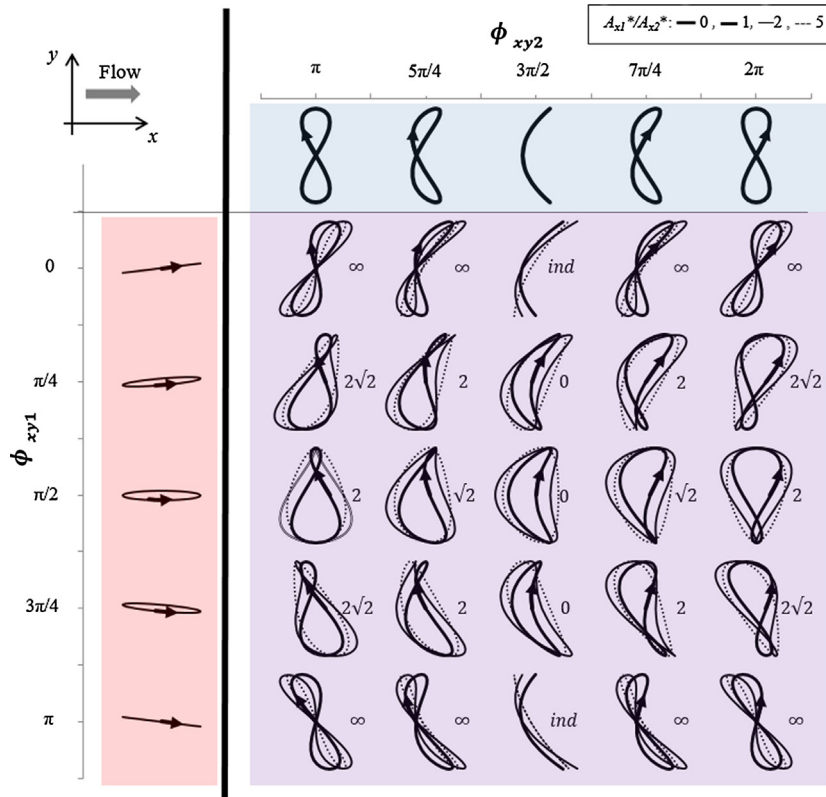 A_x1*/A_x2*: — 0 , — 1, —2 , --- 5
ϕ xy2
π 5π/4 3π/2 7π/4 2π
y
Flow
x
ϕ xy1
0 ∞ ∞ ind ∞ ∞
π/4 2√2 2 0 2 2√2
π/2 2 √2 0 √2 2
3π/4 2√2 2 0 2 2√2
π ∞ ∞ ind ∞ ∞